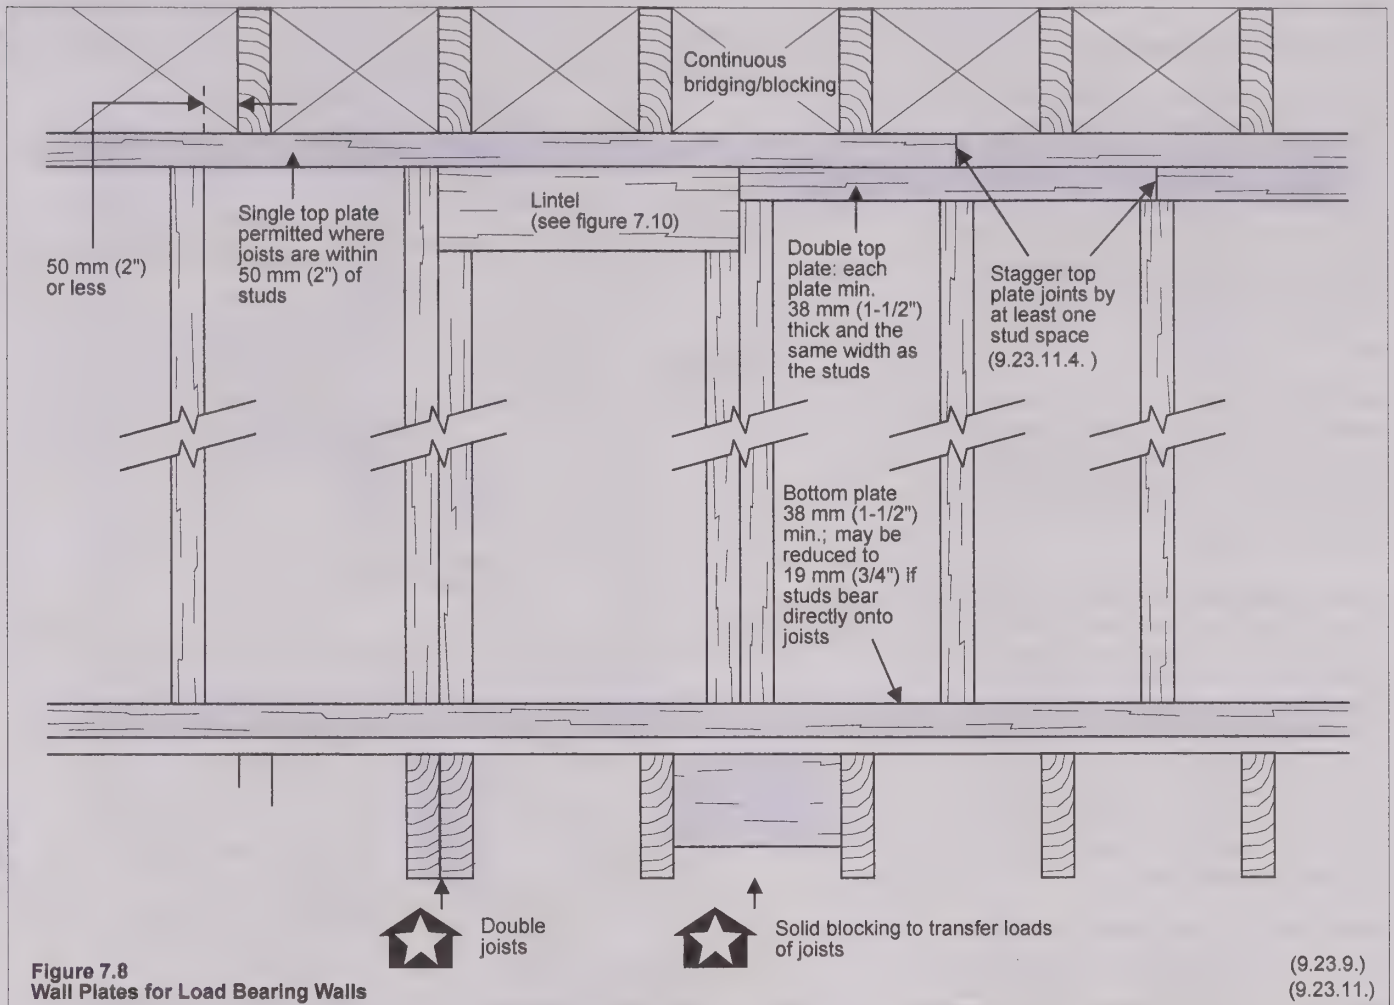 Continuous
bridging/blocking
50 mm (2")
or less
Single top plate
permitted where
joists are within
50 mm (2") of
studs
Lintel
(see figure 7.10)
Double top
plate: each
plate min.
38 mm (1-1/2")
thick and the
same width as
the studs
Stagger top
plate joints by
at least one
stud space
(9.23.11.4. )
Bottom plate
38 mm (1-1/2")
min.; may be
reduced to
19 mm (3/4") if
studs bear
directly onto
joists
Double
joists
Solid blocking to transfer loads
of joists
Figure 7.8
Wall Plates for Load Bearing Walls
(9.23.9.)
(9.23.11.)